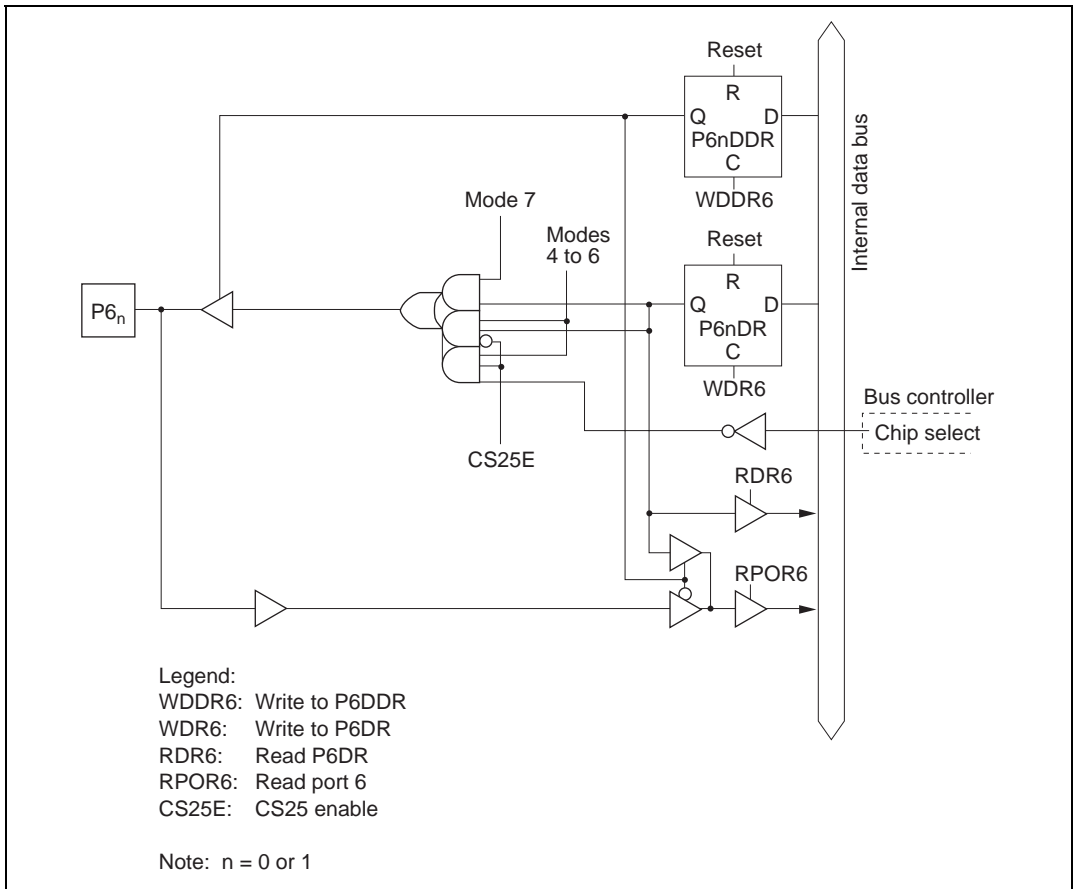 Reset
R
Q D
P6nDDR
C
WDDR6
Internal data bus
Mode 7
Modes
4 to 6
Reset
R
Q D
P6nDR
C
WDR6
P6n
Bus controller
Chip select
CS25E
RDR6
RPOR6
Legend:
WDDR6: Write to P6DDR
WDR6: Write to P6DR
RDR6: Read P6DR
RPOR6: Read port 6
CS25E: CS25 enable
Note: n = 0 or 1